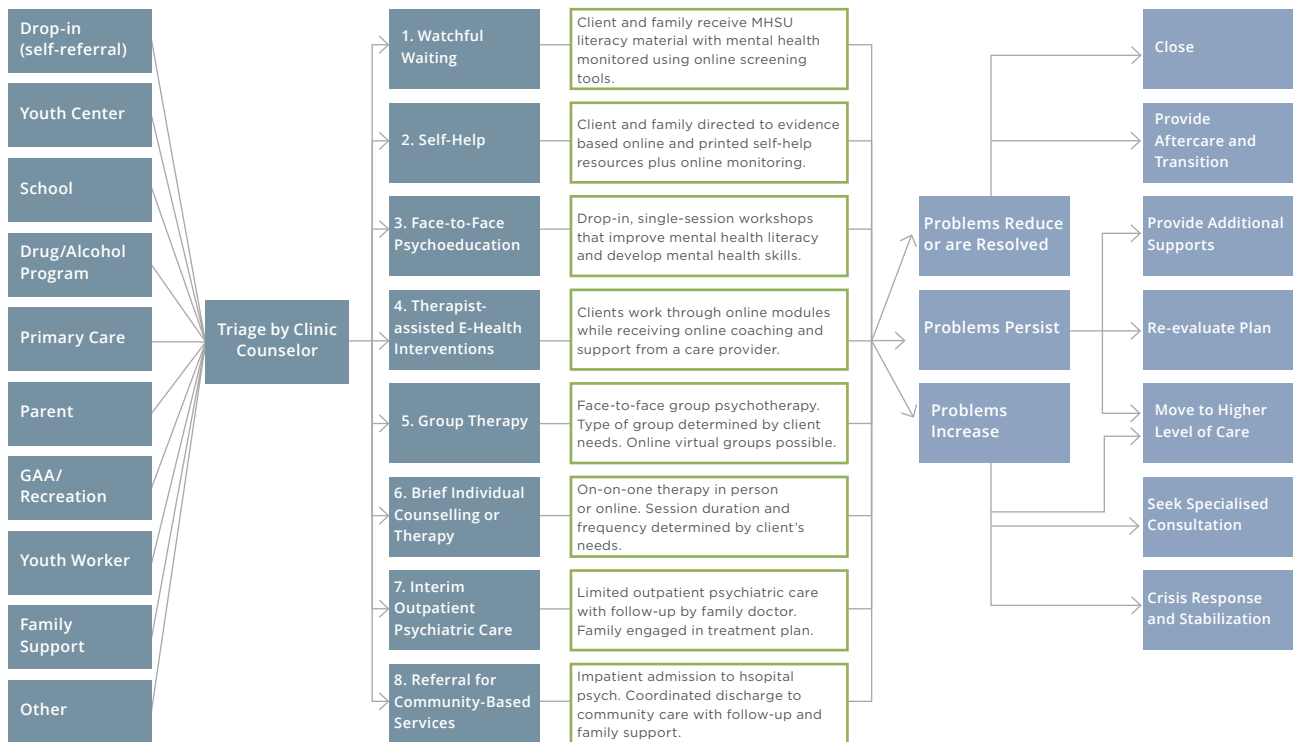 Drop-in
(self-referral)
Youth Center
School
Drug/Alcohol
Program
Primary Care
Parent
GAA/
Recreation
Youth Worker
Family
Support
Other
Triage by Clinic
Counselor
1. Watchful
Waiting
2. Self-Help
3. Face-to-Face
Psychoeducation
4. Therapist-
assisted E-Health
Interventions
5. Group Therapy
6. Brief Individual
Counselling or
Therapy
7. Interim
Outpatient
Psychiatric Care
8. Referral for
Community-Based
Services
Client and family receive MHSU
literacy material with mental health
monitored using online screening
tools.
Client and family directed to evidence
based online and printed self-help
resources plus online monitoring.
Drop-in, single-session workshops
that improve mental health literacy
and develop mental health skills.
Clients work through online modules
while receiving online coaching and
support from a care provider.
Face-to-face group psychotherapy.
Type of group determined by client
needs. Online virtual groups possible.
On-on-one therapy in person
or online. Session duration and
frequency determined by client's
needs.
Limited outpatient psychiatric care
with follow-up by family doctor.
Family engaged in treatment plan.
Impatient admission to hsopital
psych. Coordinated discharge to
community care with follow-up and
family support.
Problems Reduce
or are Resolved
Problems Persist
Problems
Increase
Close
Provide
Aftercare and
Transition
Provide Additional
Supports
Re-evaluate Plan
Move to Higher
Level of Care
Seek Specialised
Consultation
Crisis Response
and Stabilization